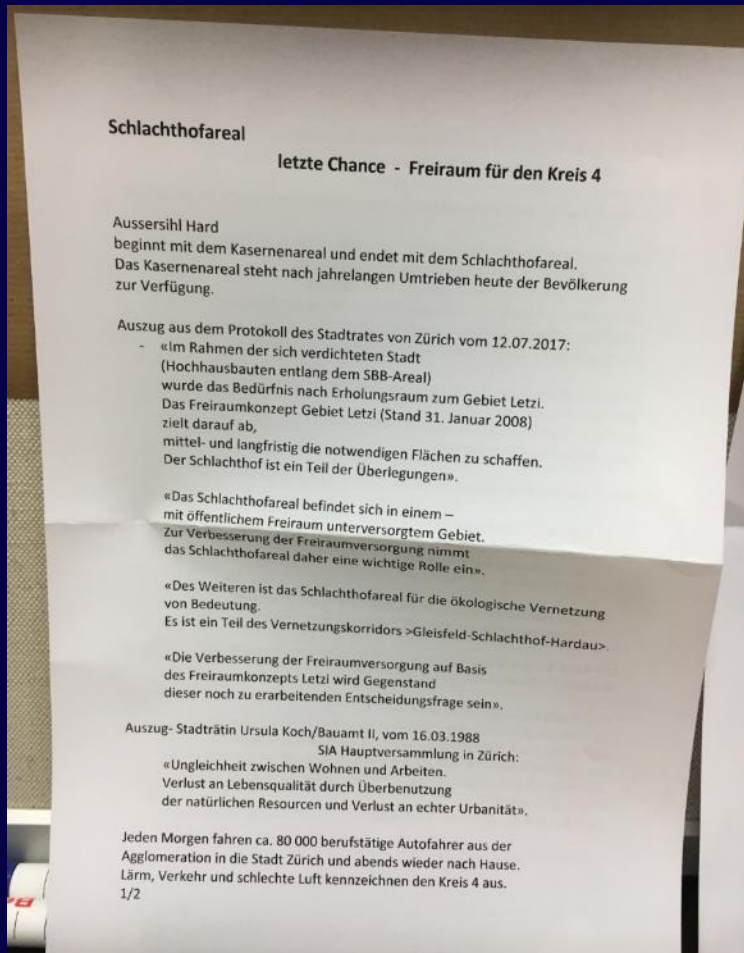 Schlachthofareal
letzte Chance - Freiraum für den Kreis 4
Aussersihl Hard
beginnt mit dem Kasernenareal und endet mit dem Schlachthofareal.
Das Kasernenareal steht nach jahrelangen Umtrieben heute der Bevölkerung
zur Verfügung.
Auszug aus dem Protokoll des Stadtrates von Zürich vom 12.07.2017:
- «Im Rahmen der sich verdichteten Stadt
(Hochhausbauten entlang dem SBB-Areal)
wurde das Bedürfnis nach Erholungsraum zum Gebiet Letzi.
Das Freiraumkonzept Gebiet Letzi (Stand 31. Januar 2008)
zielt darauf ab,
mittel- und langfristig die notwendigen Flächen zu schaffen.
Der Schlachthof ist ein Teil der Überlegungen».
«Das Schlachthofareal befindet sich in einem –
mit öffentlichem Freiraum unterversorgtem Gebiet.
Zur Verbesserung der Freiraumversorgung nimmt
das Schlachthofareal daher eine wichtige Rolle ein».
«Des Weiteren ist das Schlachthofareal für die ökologische Vernetzung
von Bedeutung.
Es ist ein Teil des Vernetzungskorridors >Gleisfeld-Schlachthof-Hardau>.
«Die Verbesserung der Freiraumversorgung auf Basis
des Freiraumkonzepts Letzi wird Gegenstand
dieser noch zu erarbeitenden Entscheidungsfrage sein».
Auszug- Stadträtin Ursula Koch/Bauamt II, vom 16.03.1988
SIA Hauptversammlung in Zürich:
«Ungleichheit zwischen Wohnen und Arbeiten.
Verlust an Lebensqualität durch Überbenutzung
der natürlichen Resourcen und Verlust an echter Urbanität».
Jeden Morgen fahren ca. 80 000 berufstätige Autofahrer aus der
Agglomeration in die Stadt Zürich und abends wieder nach Hause.
Lärm, Verkehr und schlechte Luft kennzeichnen den Kreis 4 aus.
1/2